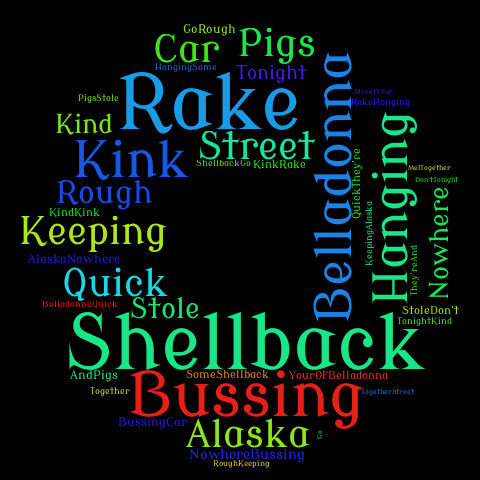 GoRough
Car
Pigs
HangingSome
Tonight
StreetYour
PigsStole
Rake
RakeHanging
Kind
Street
Belladonna
Hanging
Kink
ShellbackGo
KinkRake
QuickThey're
MeITogether
Don'tTonight
Rough
KindKink
Keeping
KeepingAlaska
They'reAnd
Nowhere
AlaskaNowhere
Quick
BelladonnaQuick
Stole
StoleDon't
TonightKind
Shellback
AndPigs
SomeShellback
YourOfBelladonna
Together
Bussing
TogetherStreet
BussingCar
Alaska
Go
NowhereBussing
RoughKeeping